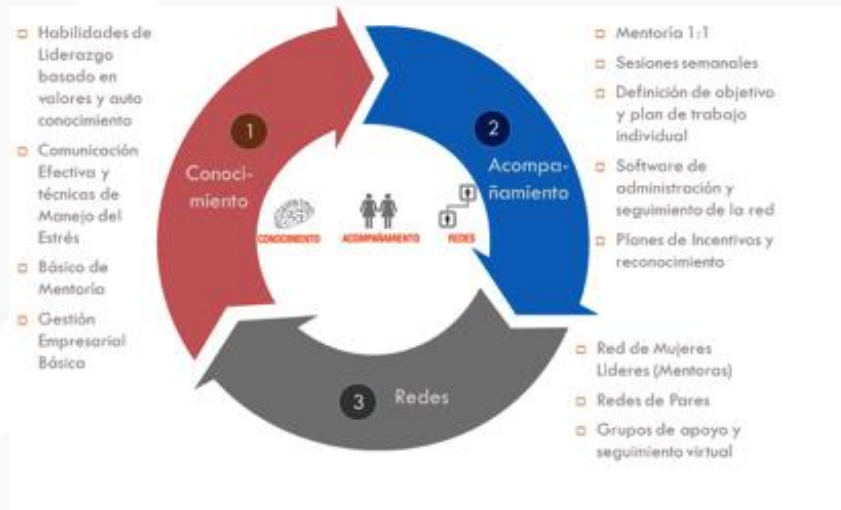 Habilidades de
Liderazgo
basado en
valores y auto
conocimiento
Comunicación
Efectiva y
técnicas de
Manejo del
Estrés
Básico de
Mentoría
Gestión
Empresarial
Básica
1
Conoci-
miento
2
Acompa-
ñamiento
CONOCIMIENTO
ACOMPAÑAMIENTO
REDES
3
Redes
Mentoría 1:1
Sesiones semanales
Definición de objetivo
y plan de trabajo
individual
Software de
administración y
seguimiento de la red
Planes de Incentivos y
reconocimiento
Red de Mujeres
Lideres (Mentoras)
Redes de Pares
Grupos de apoyo y
seguimiento virtual